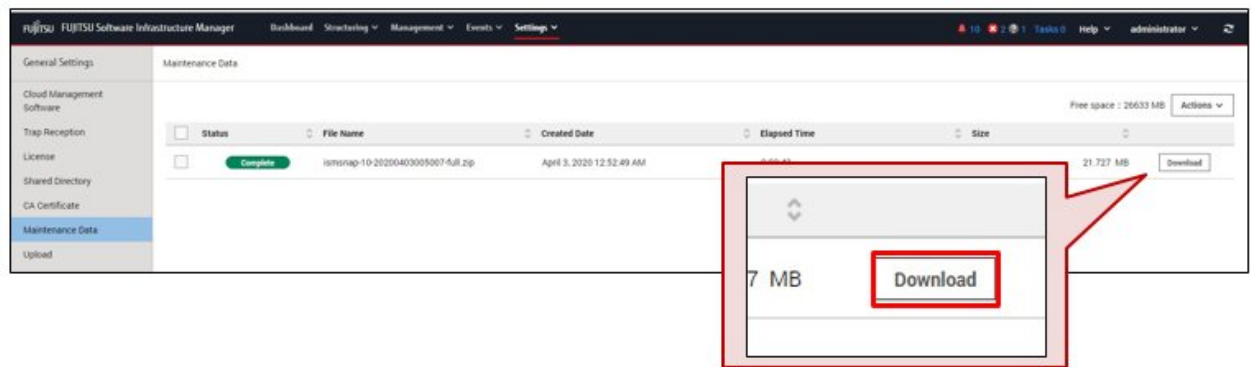 FUJITSU FUJITSU Software Infrastructure Manager Dashboard Structuring Management Events Settings 10 2 1 Tasks 0 Help administrator
General Settings
Maintenance Data
Cloud Management Software
Free space : 26633 MB Actions
Trap Reception
Status File Name Created Date Elapsed Time Size
License
Complete ismsnap-10-20200403005007-full.zip April 3, 2020 12:52:49 AM 21.727 MB Download
Shared Directory
CA Certificate
Maintenance Data
Upload
7 MB Download